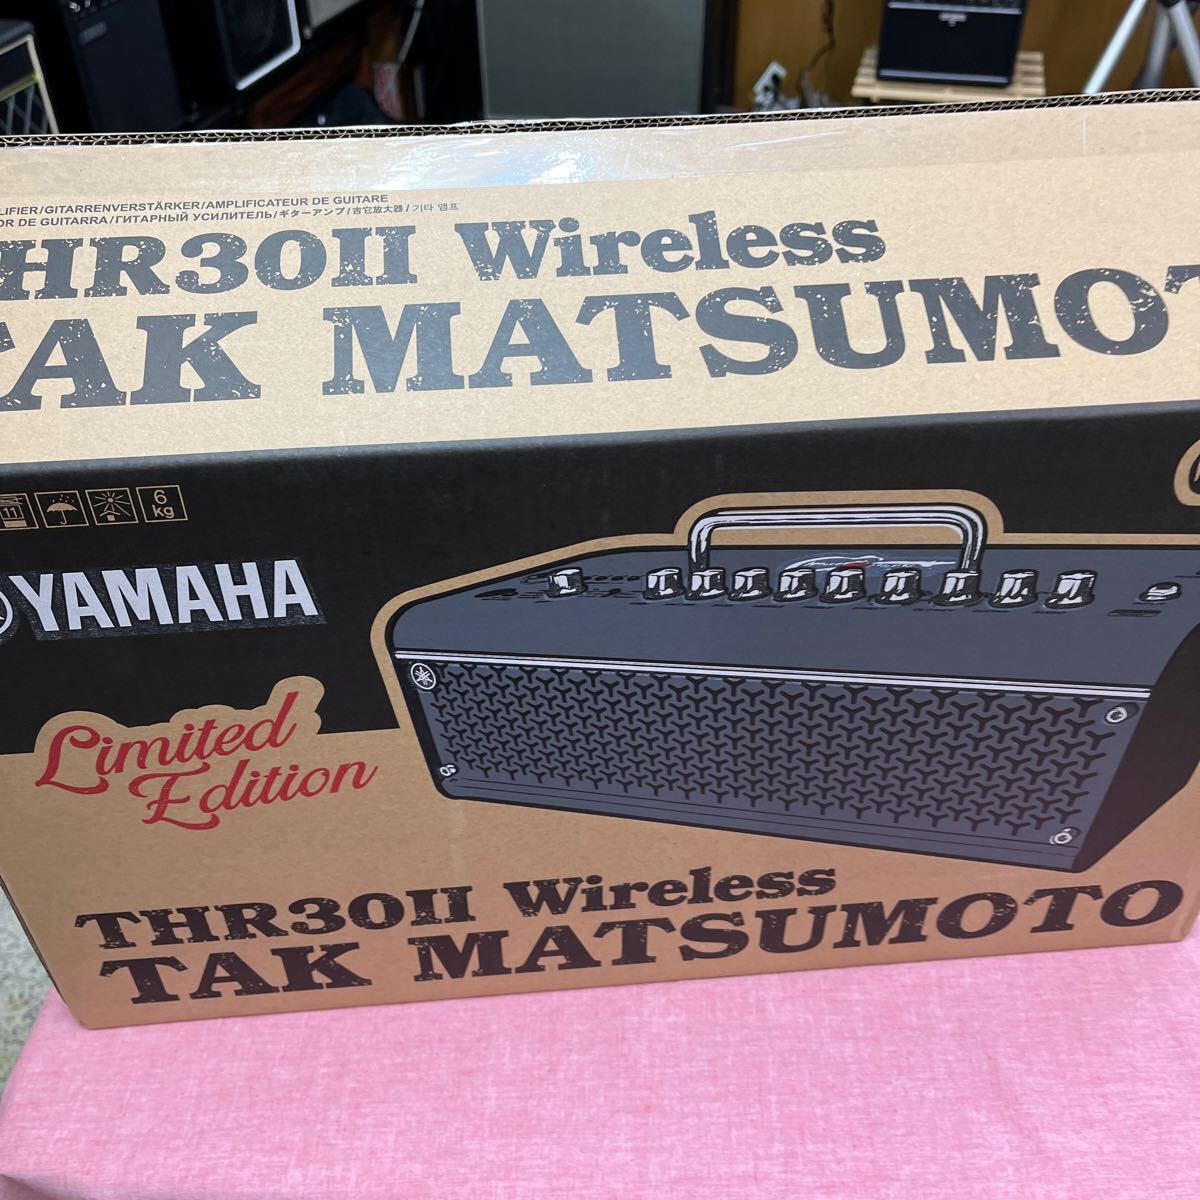 LIFIER/GITARRENVERSTÄRKER/AMPLIFICATEUR DE GUITARE
OR DE GUITARRA/ГИТАРНЫЙ УСИЛИТЕЛЬ/ギターアンプ/吉它放大器/기타 앰프
THR30II Wireless
TAK MATSUMOT
11
6
kg
YAMAHA
Limited
Edition
THR30II Wireless
TAK MATSUMOTO